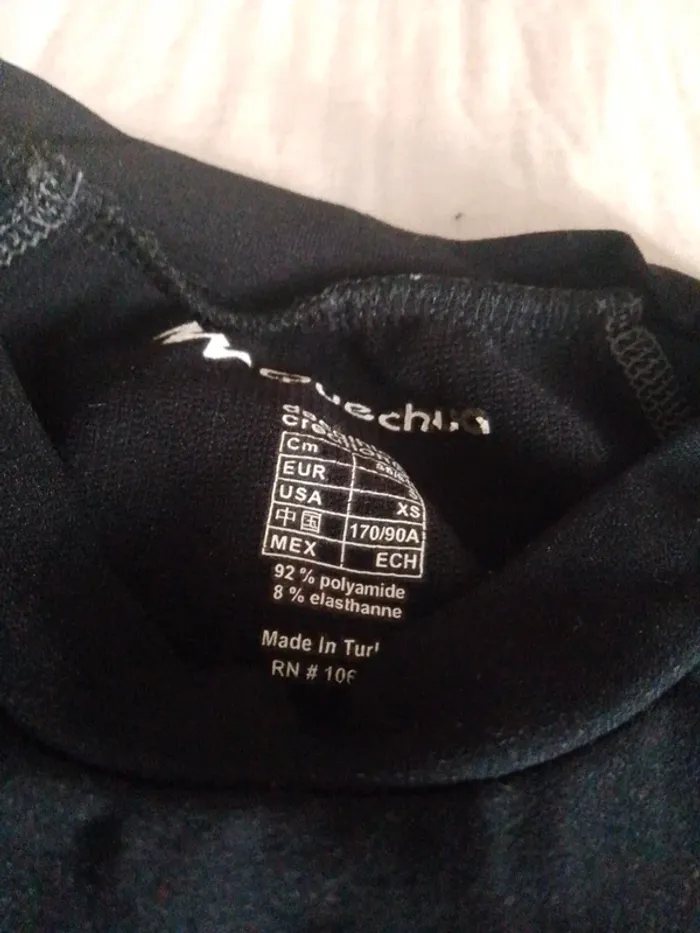 Quechua
Cm
EUR S
USA XS
中国 170/90A
MEX ECH
92 % polyamide
8 % elasthanne
Made In Tur
RN # 106